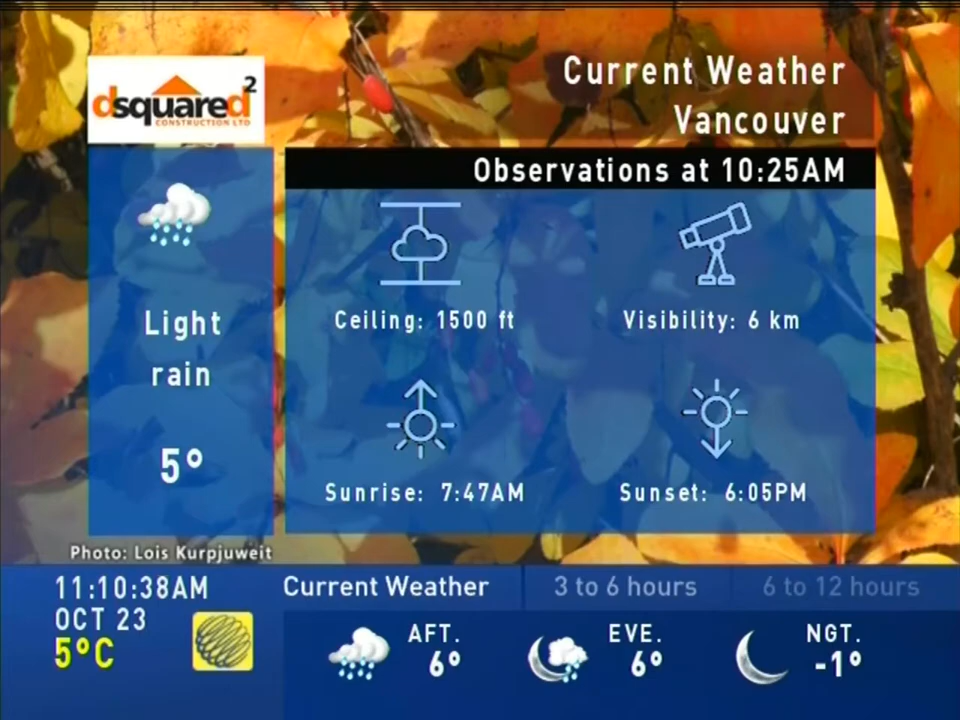 dsquared2
CONSTRUCTION LTD
Current Weather
Vancouver
Observations at 10:25AM
Light
rain
5°
Ceiling: 1500 ft
Visibility: 6 km
Sunrise: 7:47AM
Sunset: 6:05PM
Photo: Lois Kurpjuweit
11:10:38AM
OCT 23
5°C
Current Weather
3 to 6 hours
6 to 12 hours
AFT.
6°
EVE.
6°
NGT.
-1°